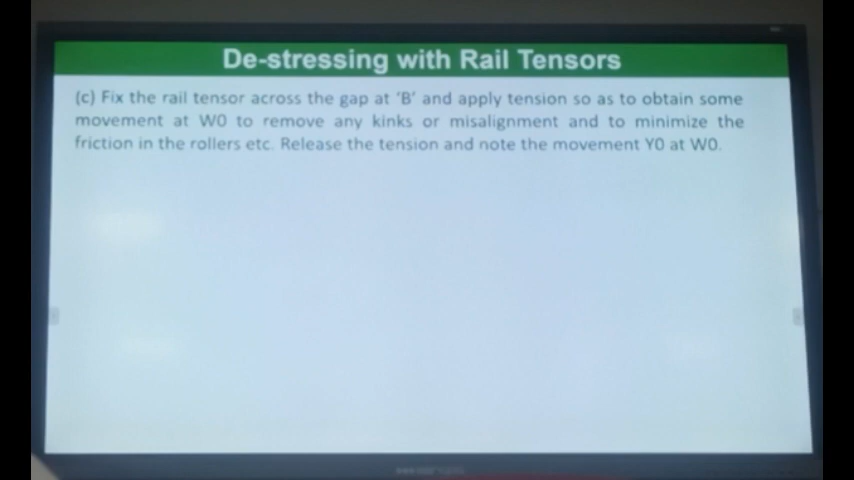 De-stressing with Rail Tensors
(c) Fix the rail tensor across the gap at 'B' and apply tension so as to obtain some
movement at W0 to remove any kinks or misalignment and to minimize the
friction in the rollers etc. Release the tension and note the movement Y0 at W0.